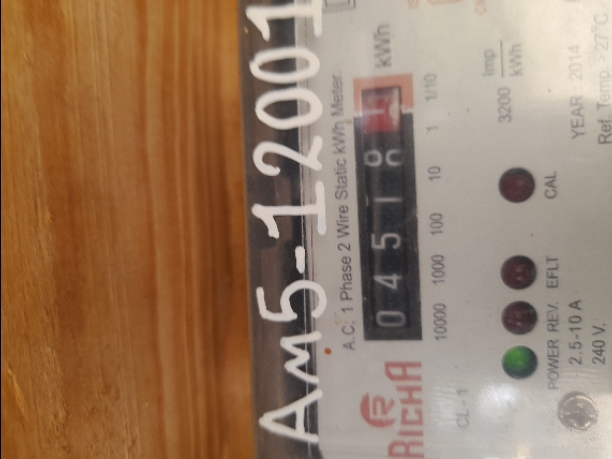 AM5-12001
A.C. 1 Phase 2 Wire Static kWh Meter.
0 4 5 1 8
kWh
10000 1000 100 10 1 1/10
RICHA
CL-1
3200 Imp
kWh
POWER REV. EFLT CAL
2.5-10 A
YEAR 2014
240 V.
Ref. Temp. -27°C.